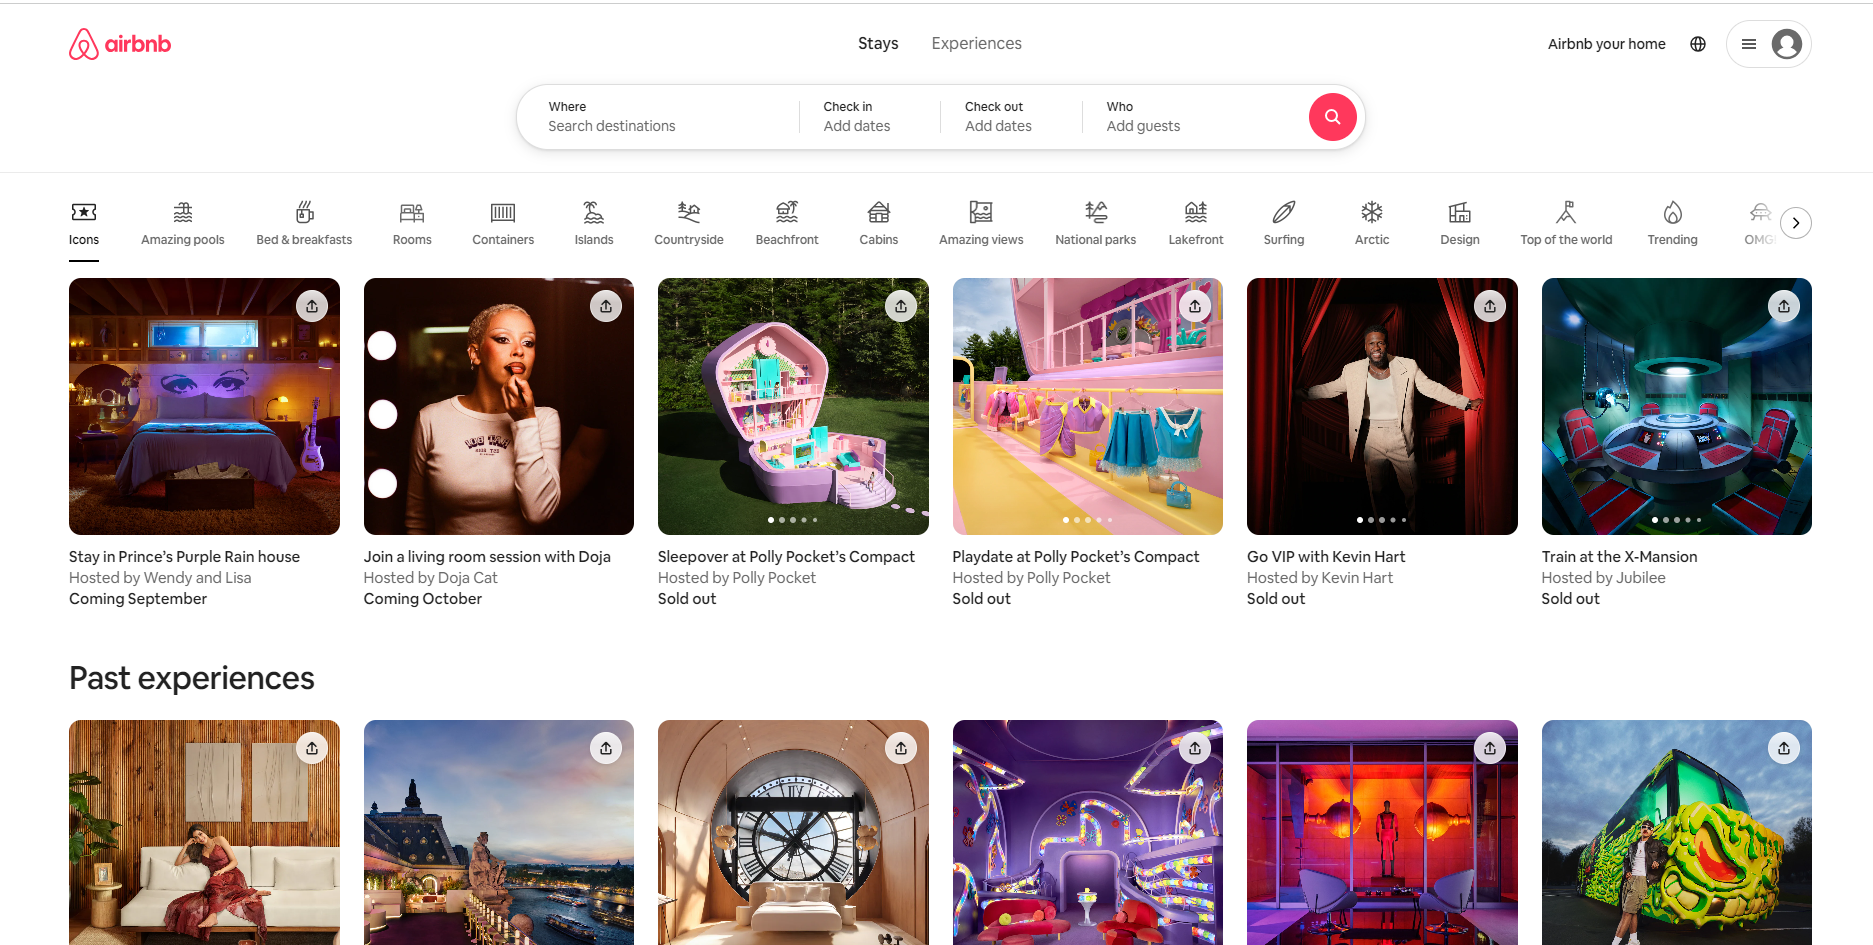 airbnb
Stays Experiences
Airbnb your home
Where
Search destinations
Check in
Add dates
Check out
Add dates
Who
Add guests
Icons
Amazing pools
Bed & breakfasts
Rooms
Containers
Islands
Countryside
Beachfront
Cabins
Amazing views
National parks
Lakefront
Surfing
Arctic
Design
Top of the world
Trending
OMG!
Stay in Prince’s Purple Rain house
Hosted by Wendy and Lisa
Coming September
Join a living room session with Doja
Hosted by Doja Cat
Coming October
Sleepover at Polly Pocket’s Compact
Hosted by Polly Pocket
Sold out
Playdate at Polly Pocket’s Compact
Hosted by Polly Pocket
Sold out
Go VIP with Kevin Hart
Hosted by Kevin Hart
Sold out
Train at the X-Mansion
Hosted by Jubilee
Sold out
Past experiences